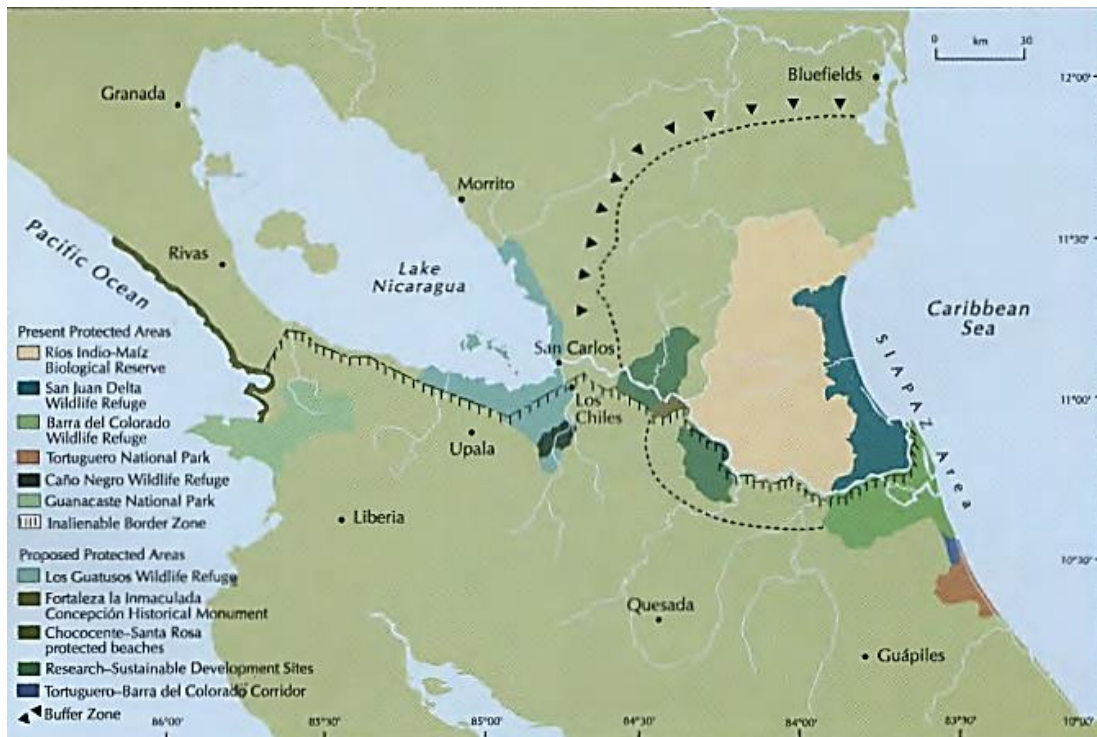 0 km 30
Bluefields
12°00'
Granada
Morrito
11°30'
Pacific Ocean
Rivas
Lake
Nicaragua
Caribbean
Sea
SIAPAZ Area
San Carlos
Los
Chiles
11°00'
Upala
Liberia
10°30'
Quesada
Guápiles
Present Protected Areas
Ríos Indio–Maíz
Biological Reserve
San Juan Delta
Wildlife Refuge
Barra del Colorado
Wildlife Refuge
Tortuguero National Park
Caño Negro Wildlife Refuge
Guanacaste National Park
Inalienable Border Zone
Proposed Protected Areas
Los Guatusos Wildlife Refuge
Fortaleza la Inmaculada
Concepción Historical Monument
Chococente–Santa Rosa
protected beaches
Research–Sustainable Development Sites
Tortuguero–Barra del Colorado Corridor
Buffer Zone
86°00' 85°30' 85°00' 84°30' 84°00' 83°30'